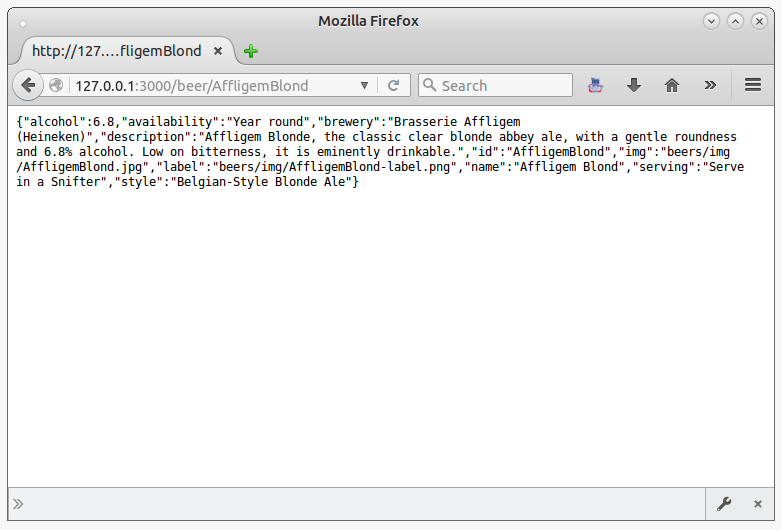 Mozilla Firefox
http://127....fligemBlond
127.0.0.1:3000/beer/AffligemBlond
Search
{"alcohol":6.8,"availability":"Year round","brewery":"Brasserie Affligem
(Heineken)","description":"Affligem Blonde, the classic clear blonde abbey ale, with a gentle roundness
and 6.8% alcohol. Low on bitterness, it is eminently drinkable.","id":"AffligemBlond","img":"beers/img
/AffligemBlond.jpg","label":"beers/img/AffligemBlond-label.png","name":"Affligem Blond","serving":"Serve
in a Snifter","style":"Belgian-Style Blonde Ale"}